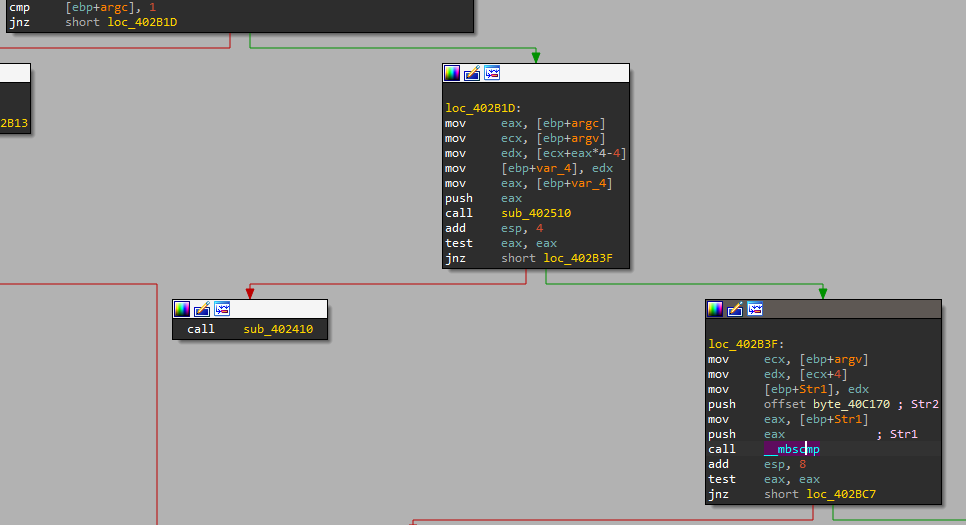 cmp [ebp+argc], 1
jnz short loc_402B1D
2B13
loc_402B1D:
mov eax, [ebp+argc]
mov ecx, [ebp+argv]
mov edx, [ecx+eax*4-4]
mov [ebp+var_4], edx
mov eax, [ebp+var_4]
push eax
call sub_402510
add esp, 4
test eax, eax
jnz short loc_402B3F
call sub_402410
loc_402B3F:
mov ecx, [ebp+argv]
mov edx, [ecx+4]
mov [ebp+Str1], edx
push offset byte_40C170 ; Str2
mov eax, [ebp+Str1]
push eax ; Str1
call __mbscmp
add esp, 8
test eax, eax
jnz short loc_402BC7